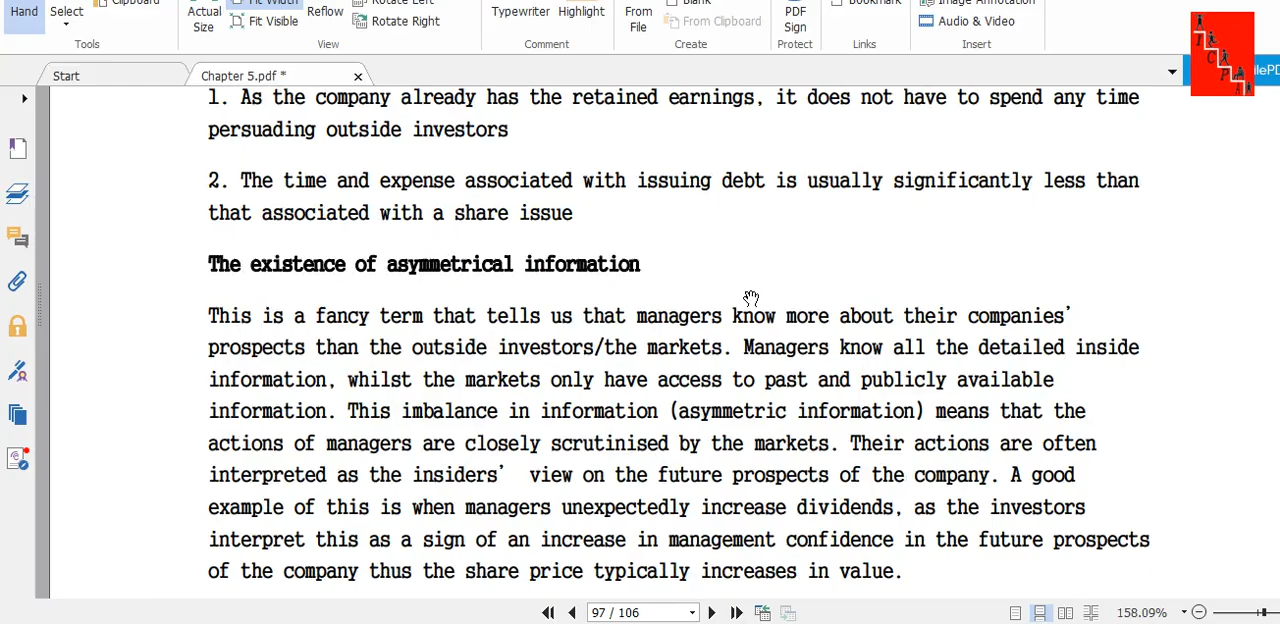 Clipboard
Fit Width
Rotate Left
Blank
Bookmark
Image Annotation
Hand Select Actual Size Fit Visible Reflow Rotate Right Typewriter Highlight From File From Clipboard PDF Sign Audio & Video
Tools View Comment Create Protect Links Insert
I C P A
Start Chapter 5.pdf *
1. As the company already has the retained earnings, it does not have to spend any time
persuading outside investors
2. The time and expense associated with issuing debt is usually significantly less than
that associated with a share issue
The existence of asymmetrical information
This is a fancy term that tells us that managers know more about their companies’
prospects than the outside investors/the markets. Managers know all the detailed inside
information, whilst the markets only have access to past and publicly available
information. This imbalance in information (asymmetric information) means that the
actions of managers are closely scrutinised by the markets. Their actions are often
interpreted as the insiders’ view on the future prospects of the company. A good
example of this is when managers unexpectedly increase dividends, as the investors
interpret this as a sign of an increase in management confidence in the future prospects
of the company thus the share price typically increases in value.
97 / 106 158.09%